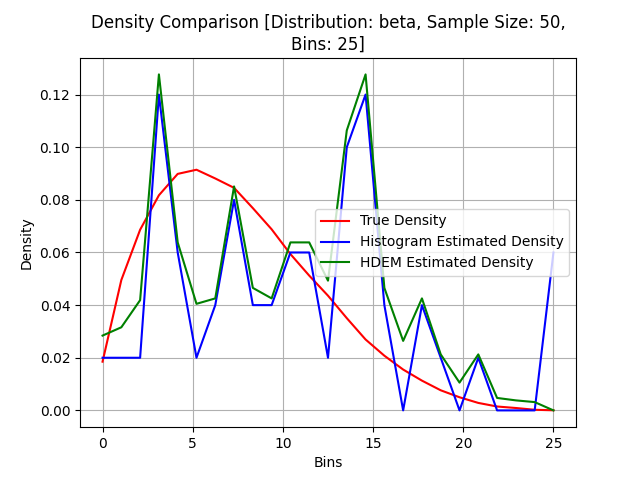 Density Comparison [Distribution: beta, Sample Size: 50,
Bins: 25]
Density
0.12
0.10
0.08
0.06
0.04
0.02
0.00
True Density
Histogram Estimated Density
HDEM Estimated Density
0 5 10 15 20 25
Bins